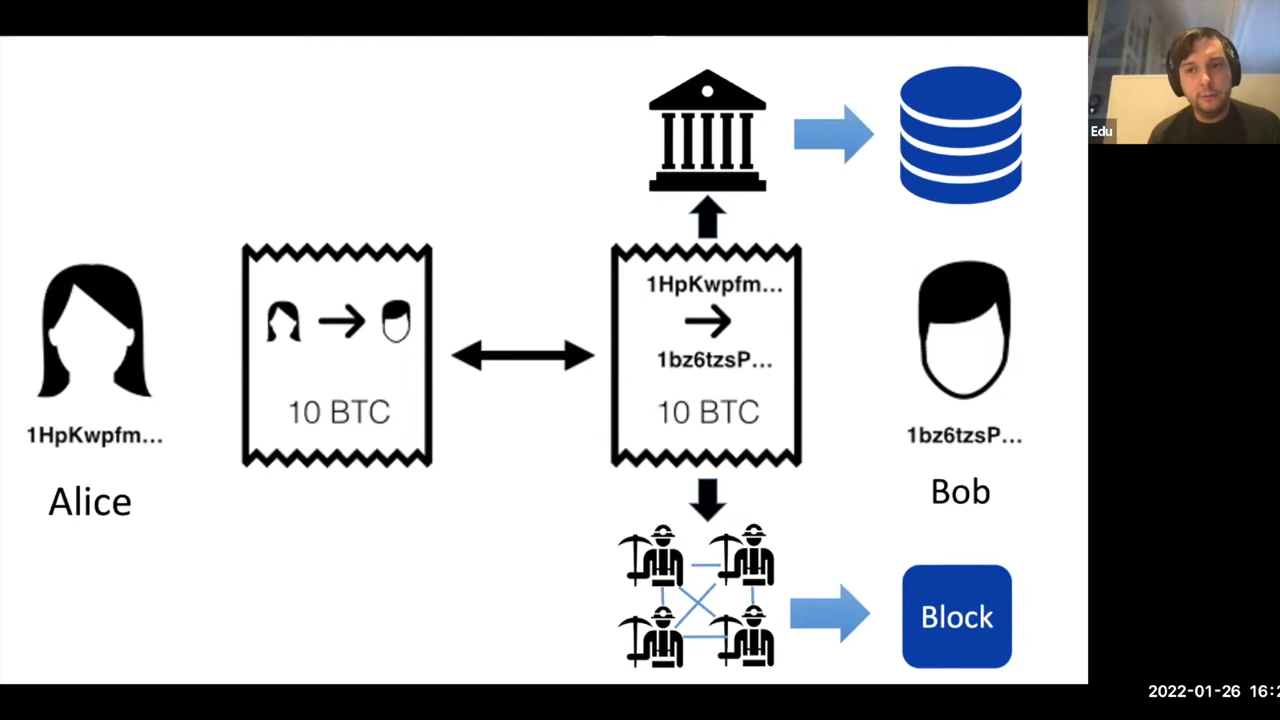 Edu
1HpKwpfm...
1bz6tzsP...
10 BTC
10 BTC
1HpKwpfm...
1bz6tzsP...
Alice
Bob
Block
2022-01-26 16:2